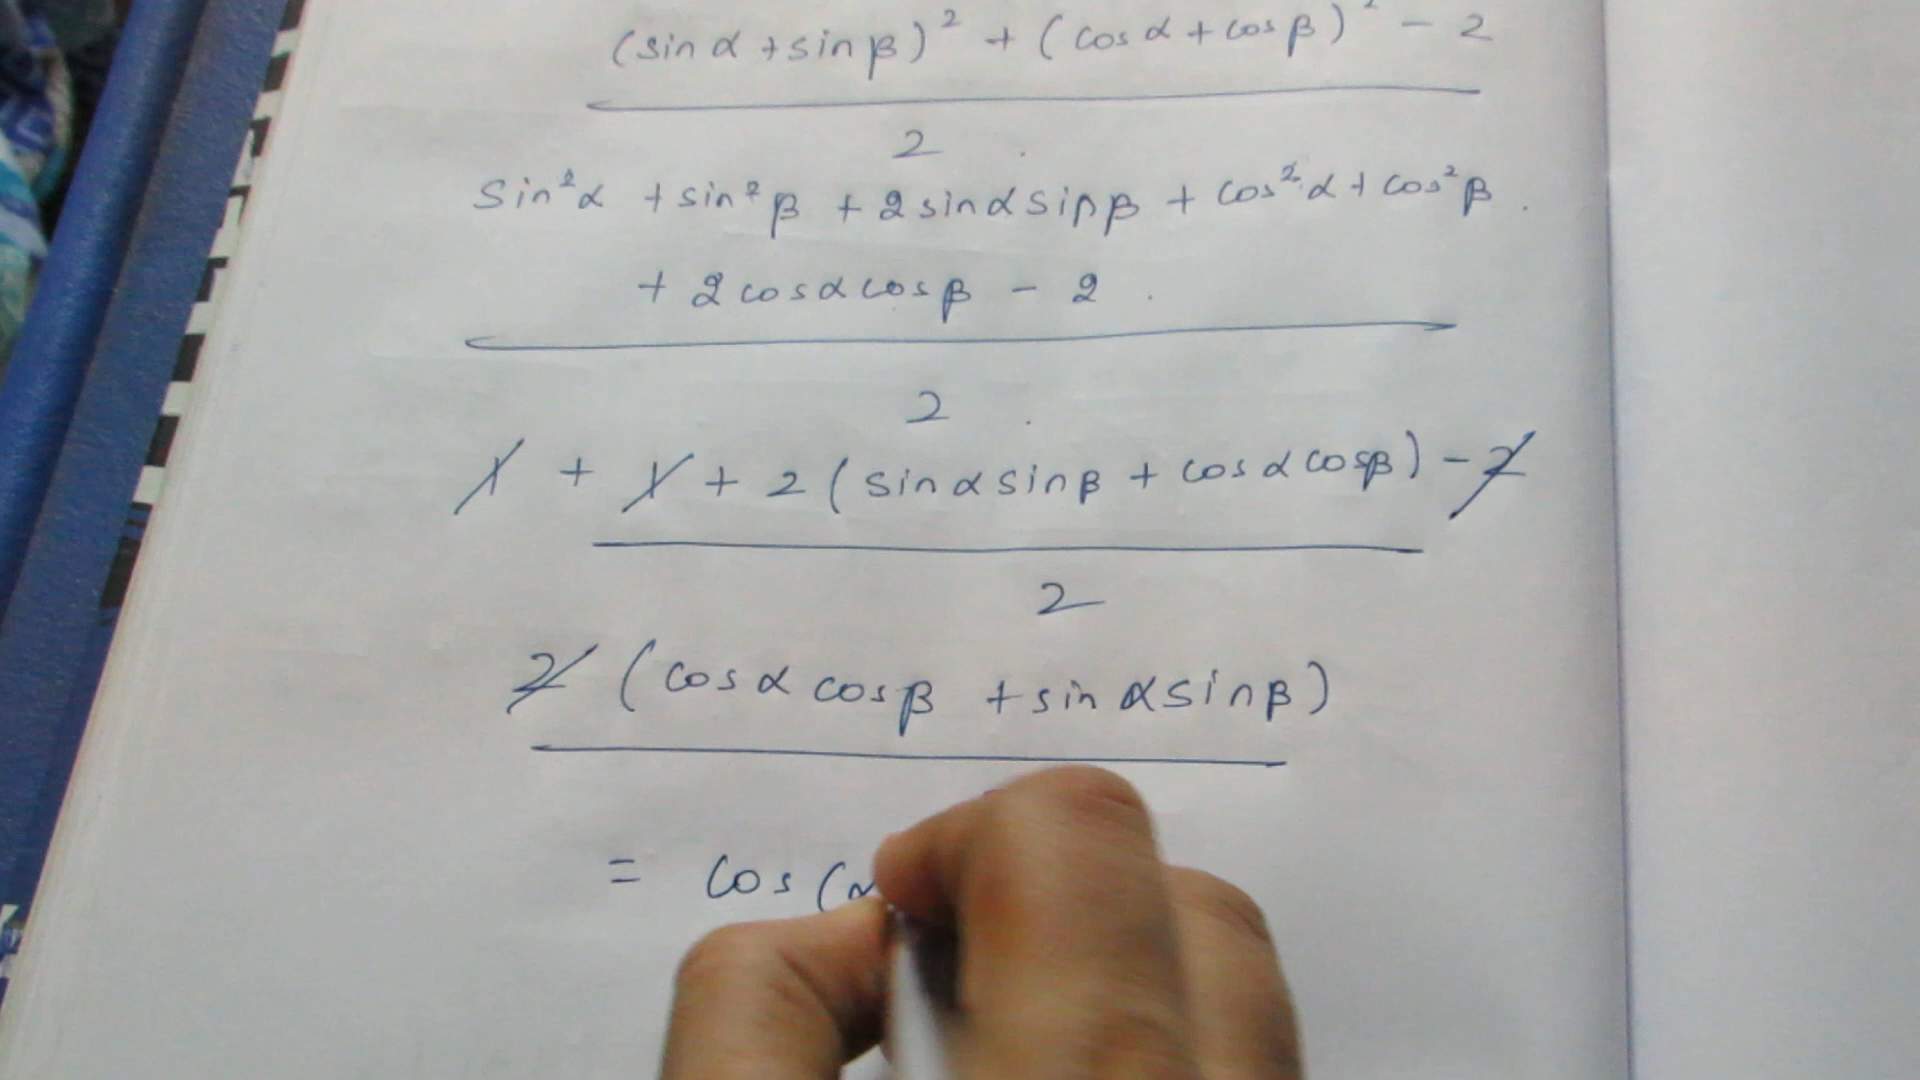 (sin α + sin β)² + (cos α + cos β)² - 2
2
Sin²α + sin²β + 2 sin α sin β + cos²α + cos²β
+ 2 cos α cos β - 2
2
1 + 1 + 2 (sin α sin β + cos α cos β) - 2
2
2 (cos α cos β + sin α sin β)
= cos (α